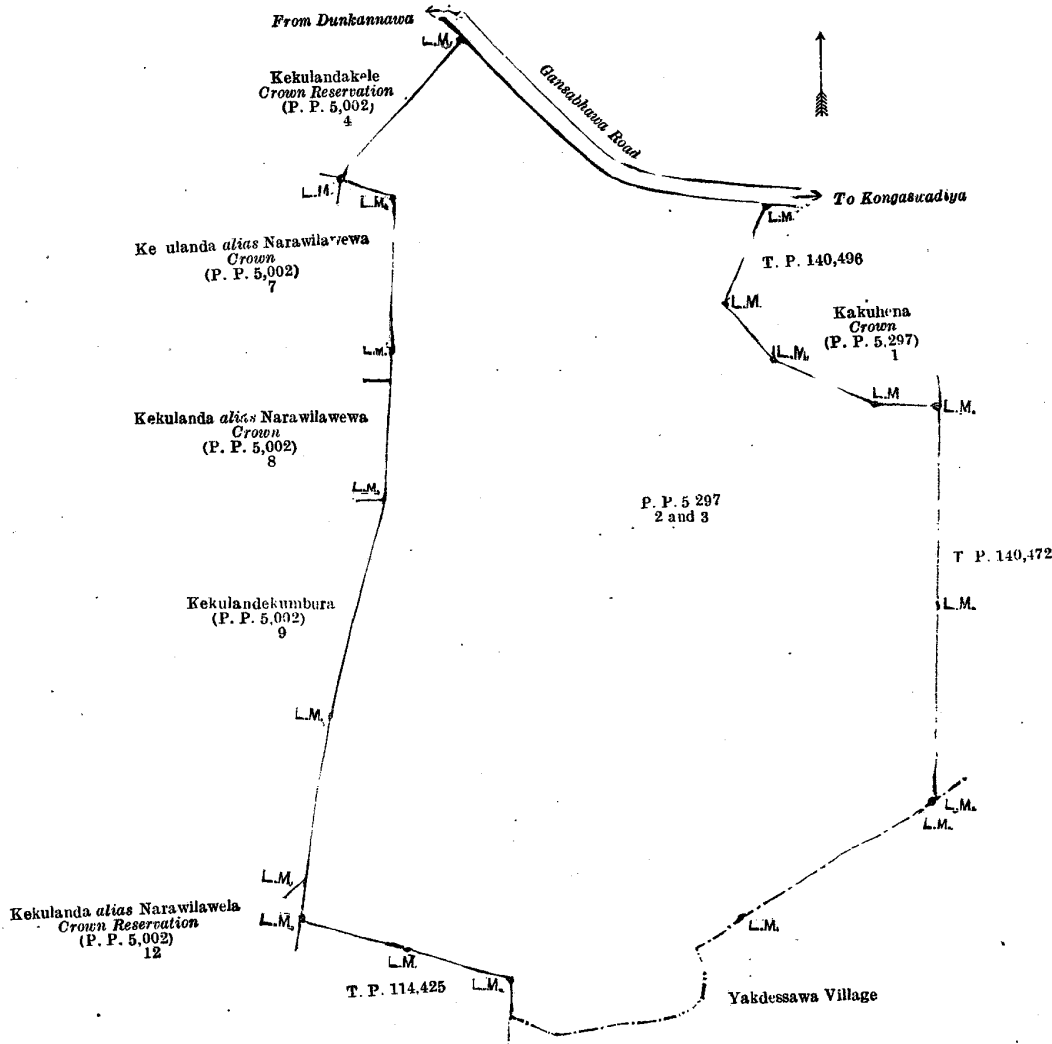 From Dunkannawa
L.M.
Kekulandakele
Crown Reservation
(P. P. 5,002)
4
Gansabhawa Road
L.M.
L.M.
To Kongaswadiya
L.M.
Ke ulanda alias Narawilawewa
Crown
(P. P. 5,002)
7
T. P. 140,496
L.M.
Kakuhena
Crown
(P. P. 5,297)
1
L.M.
L.M.
L.M
L.M.
Kekulanda alias Narawilawewa
Crown
(P. P. 5,002)
8
L.M.
P. P. 5 297
2 and 3
T P. 140,472
Kekulandekumbura
(P. P. 5,002)
9
L.M.
L.M.
L.M.
L.M.
L.M.
Kekulanda alias Narawilawela
Crown Reservation
(P. P. 5,002)
12
L.M.
L.M.
L.M.
T. P. 114,425
L.M.
Yakdessawa Village